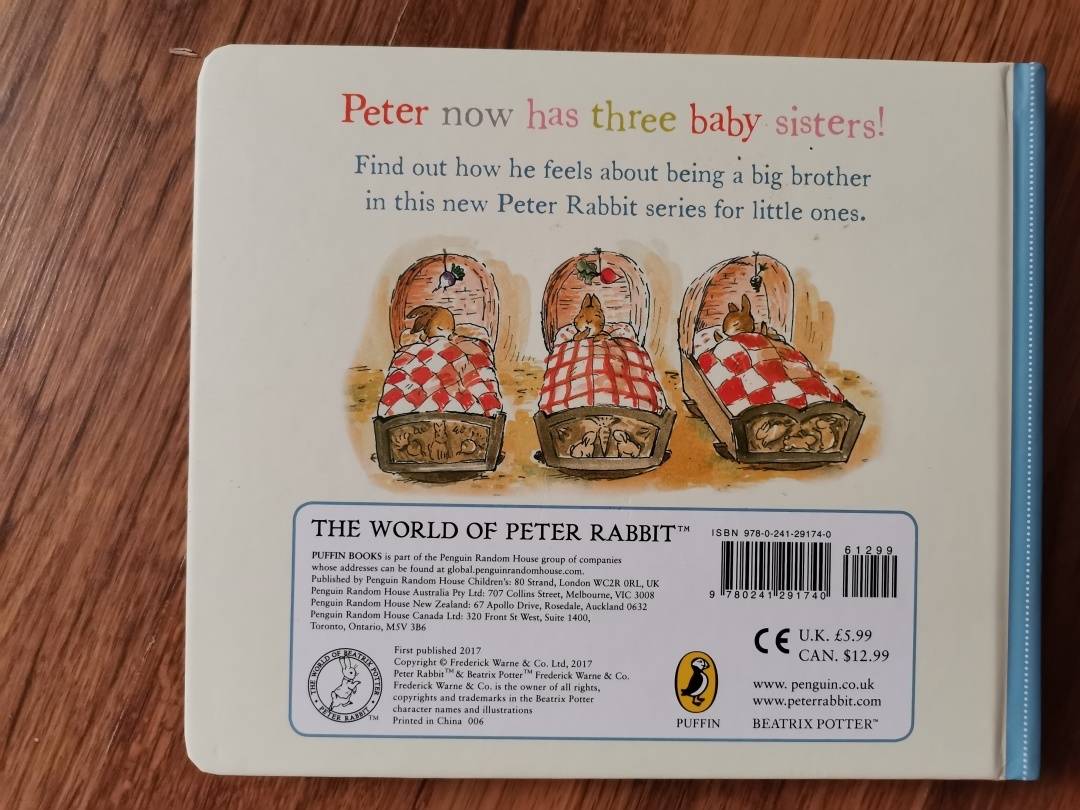 Peter now has three baby sisters!
Find out how he feels about being a big brother
in this new Peter Rabbit series for little ones.
THE WORLD OF PETER RABBIT™
PUFFIN BOOKS is part of the Penguin Random House group of companies
whose addresses can be found at global.penguinrandomhouse.com.
Published by Penguin Random House Children's: 80 Strand, London WC2R 0RL, UK
Penguin Random House Australia Pty Ltd: 707 Collins Street, Melbourne, VIC 3008
Penguin Random House New Zealand: 67 Apollo Drive, Rosedale, Auckland 0632
Penguin Random House Canada Ltd: 320 Front St West, Suite 1400,
Toronto, Ontario, M5V 3B6
ISBN 978-0-241-29174-0
61299
9 780241 291740
THE WORLD OF BEATRIX POTTER
PETER RABBIT™
First published 2017
Copyright © Frederick Warne & Co. Ltd, 2017
Peter Rabbit™ & Beatrix Potter™ Frederick Warne & Co.
Frederick Warne & Co. is the owner of all rights,
copyrights and trademarks in the Beatrix Potter
character names and illustrations
Printed in China 006
PUFFIN
CE U.K. £5.99
CAN. $12.99
www. penguin.co.uk
www.peterrabbit.com
BEATRIX POTTER™